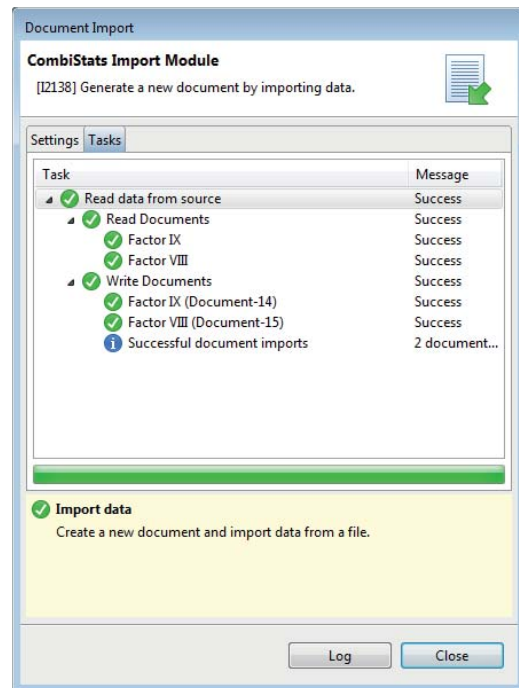 Document Import
CombiStats Import Module
[I2138] Generate a new document by importing data.
Settings Tasks
Task Message
Read data from source Success
Read Documents Success
Factor IX Success
Factor VIII Success
Write Documents Success
Factor IX (Document-14) Success
Factor VIII (Document-15) Success
Successful document imports 2 document...
Import data
Create a new document and import data from a file.
Log Close